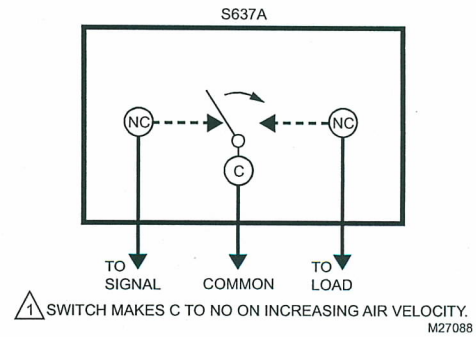 S637A
NC NC
C
TO SIGNAL COMMON TO LOAD
1 SWITCH MAKES C TO NO ON INCREASING AIR VELOCITY.
M27088